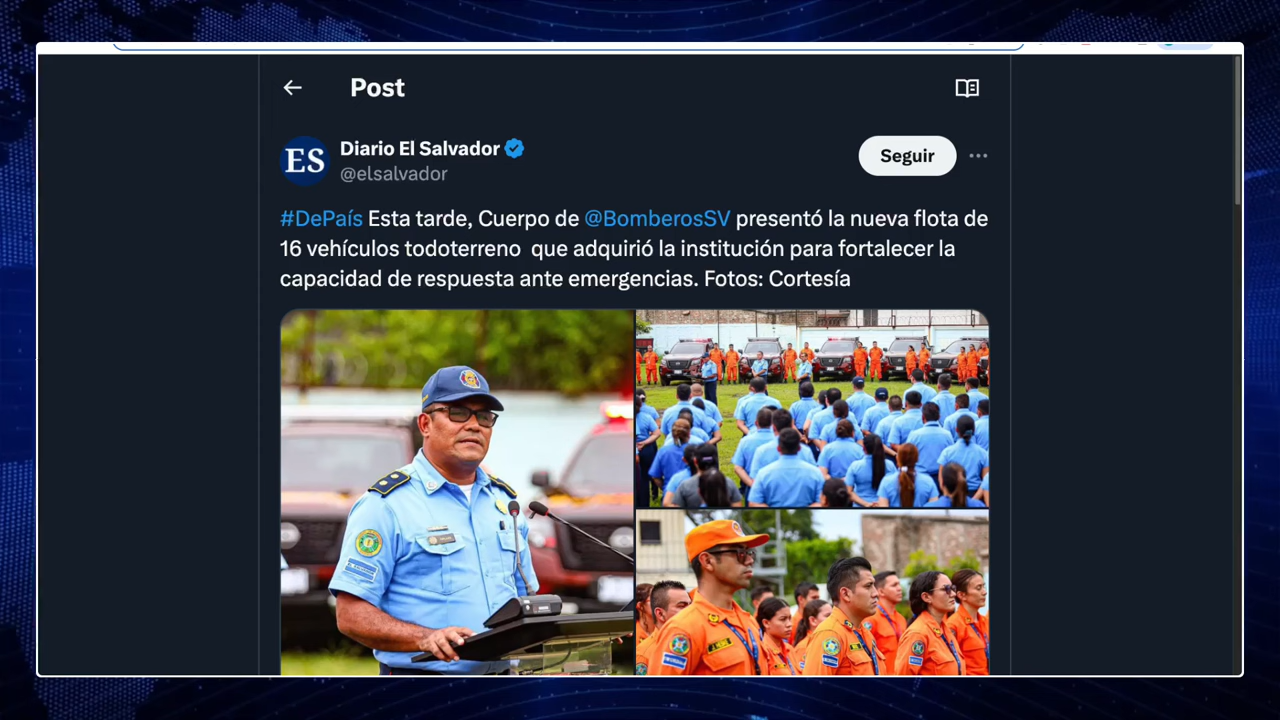 Post
ES
Diario El Salvador
@elsalvador
Seguir
#DePaís Esta tarde, Cuerpo de @BomberosSV presentó la nueva flota de
16 vehículos todoterreno  que adquirió la institución para fortalecer la
capacidad de respuesta ante emergencias. Fotos: Cortesía